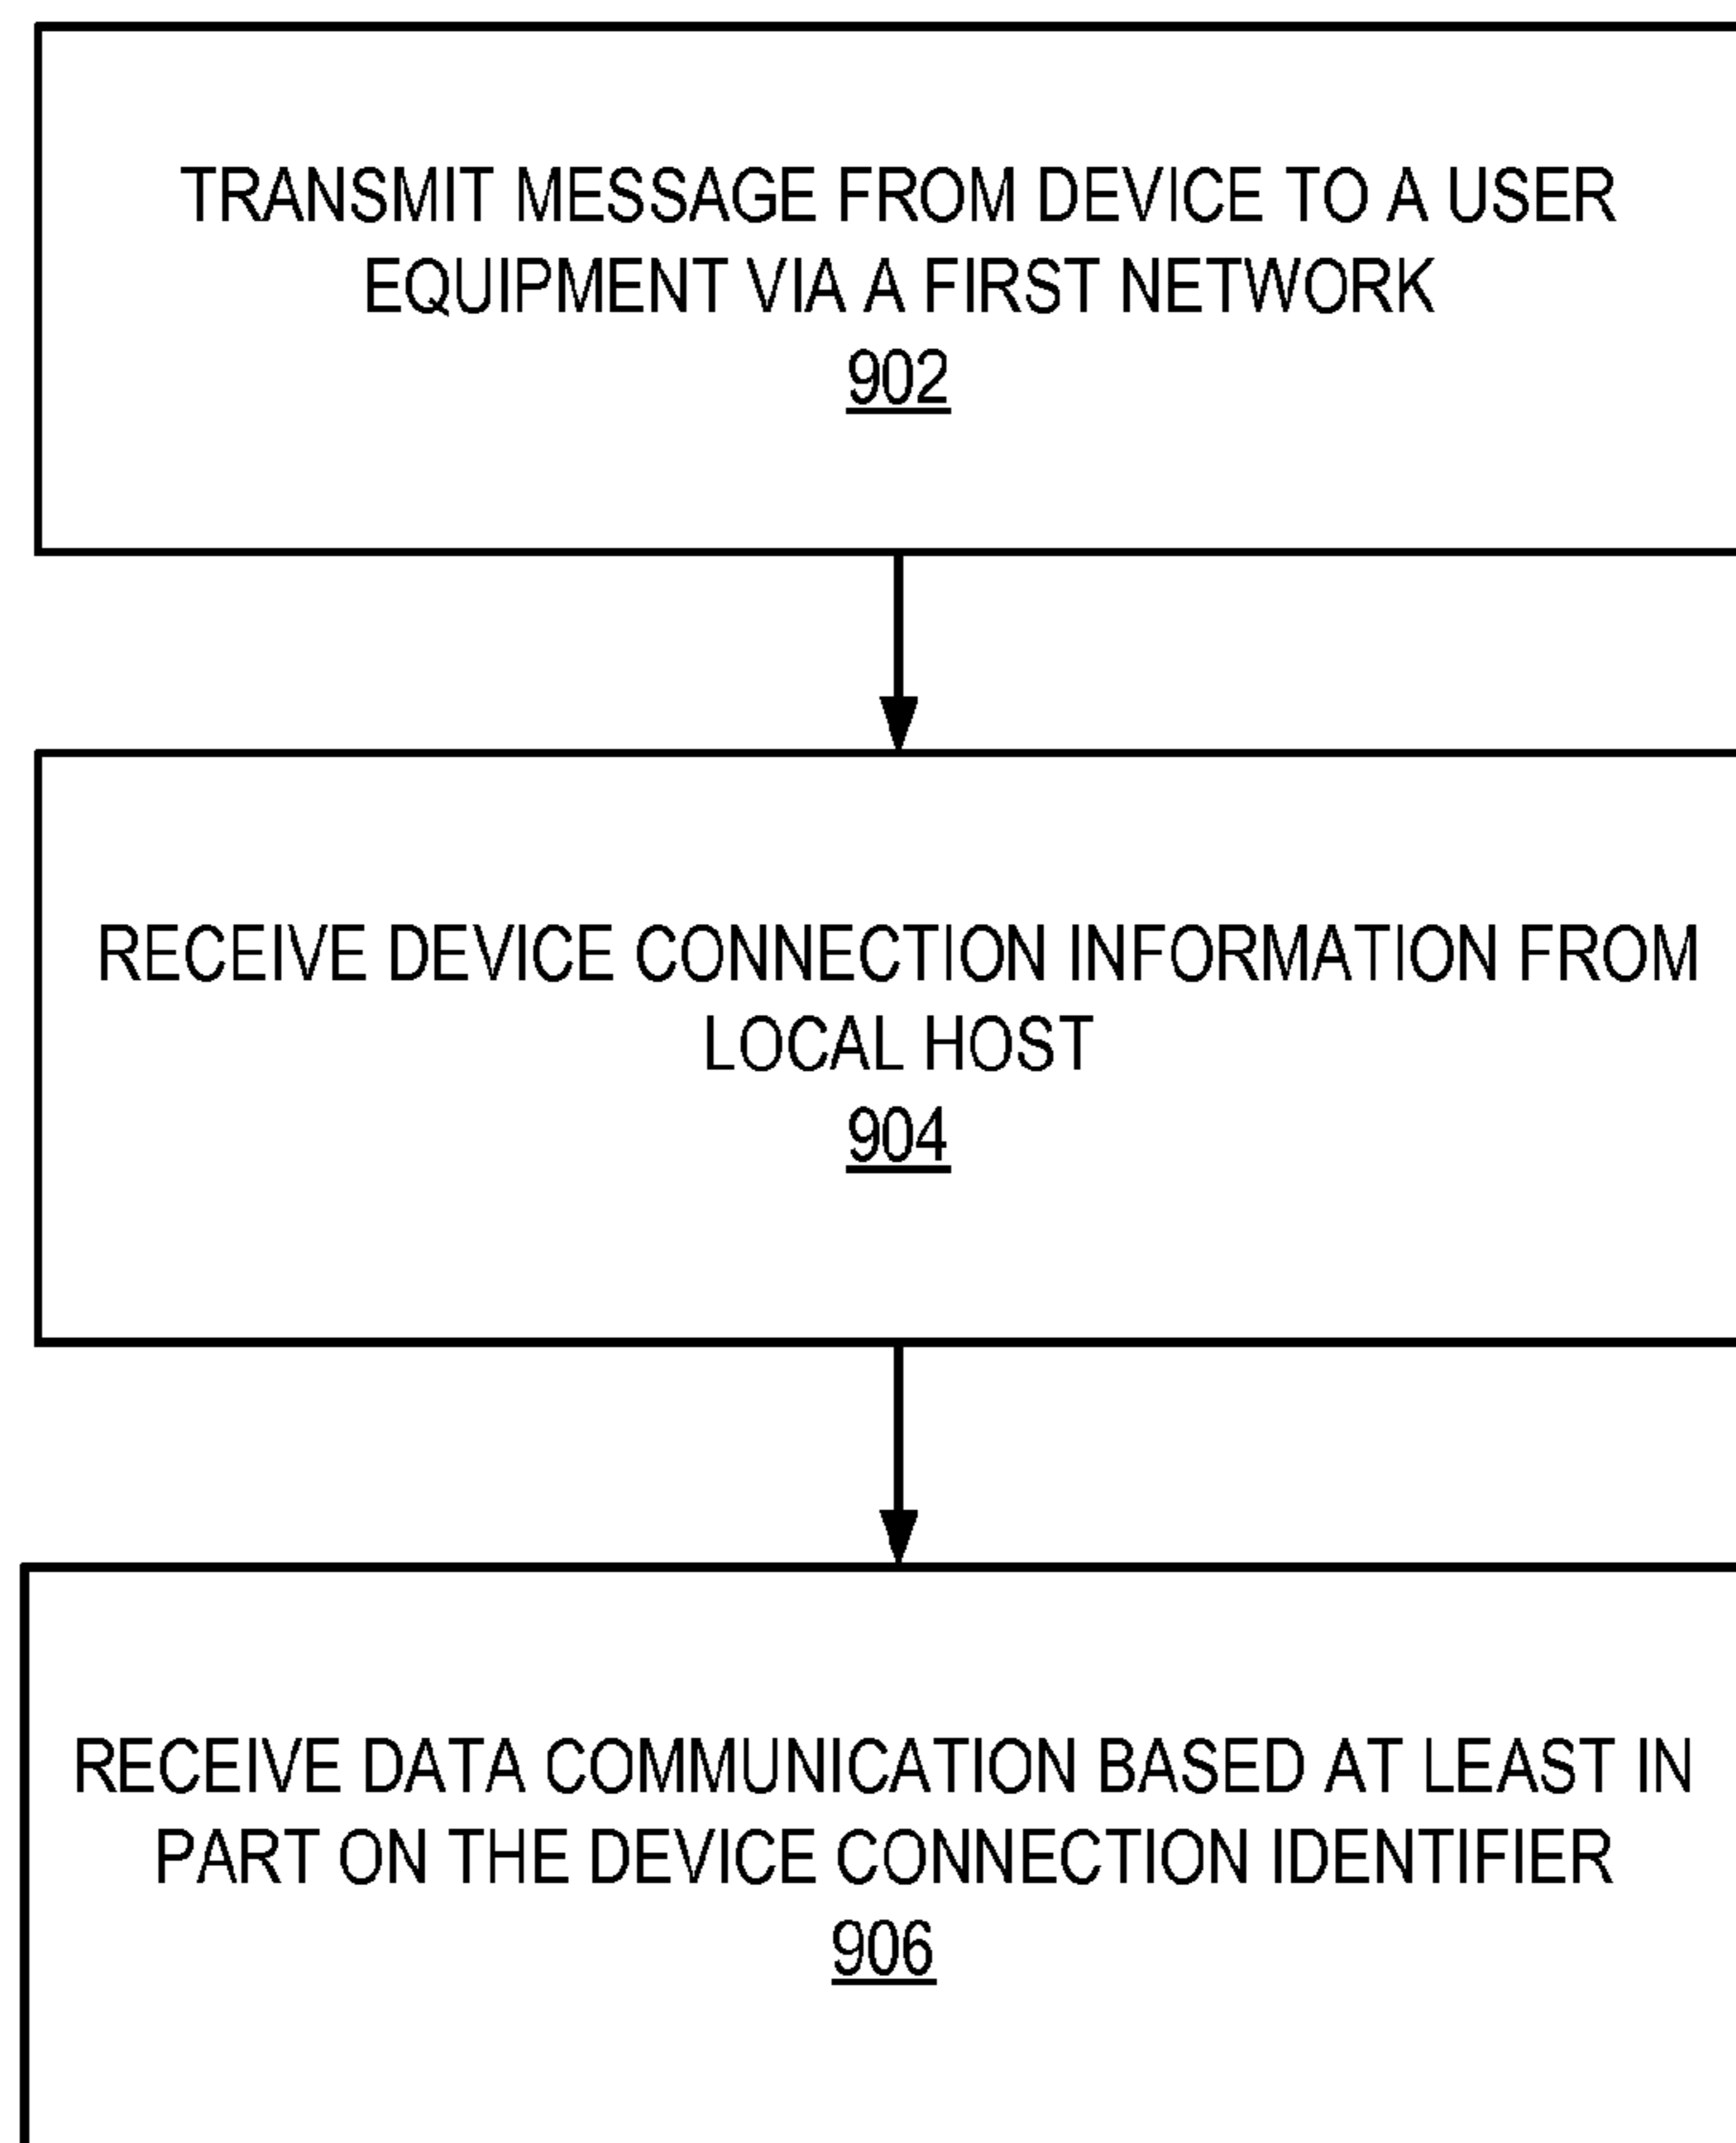 TRANSMIT MESSAGE FROM DEVICE TO A USER
EQUIPMENT VIA A FIRST NETWORK
902
RECEIVE DEVICE CONNECTION INFORMATION FROM
LOCAL HOST
904
RECEIVE DATA COMMUNICATION BASED AT LEAST IN
PART ON THE DEVICE CONNECTION IDENTIFIER
906